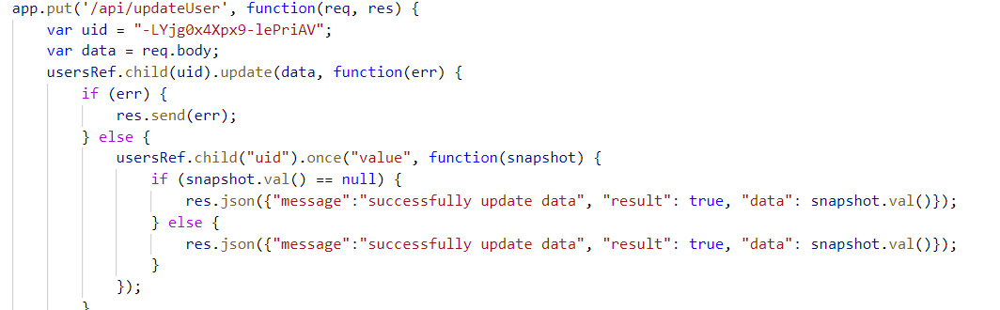 app.put('/api/updateUser', function(req, res) {
    var uid = "-LYjg0x4Xpx9-lePriAV";
    var data = req.body;
    usersRef.child(uid).update(data, function(err) {
        if (err) {
            res.send(err);
        } else {
            usersRef.child("uid").once("value", function(snapshot) {
                if (snapshot.val() == null) {
                    res.json({"message":"successfully update data", "result": true, "data": snapshot.val()});
                } else {
                    res.json({"message":"successfully update data", "result": true, "data": snapshot.val()});
                }
            });
        }